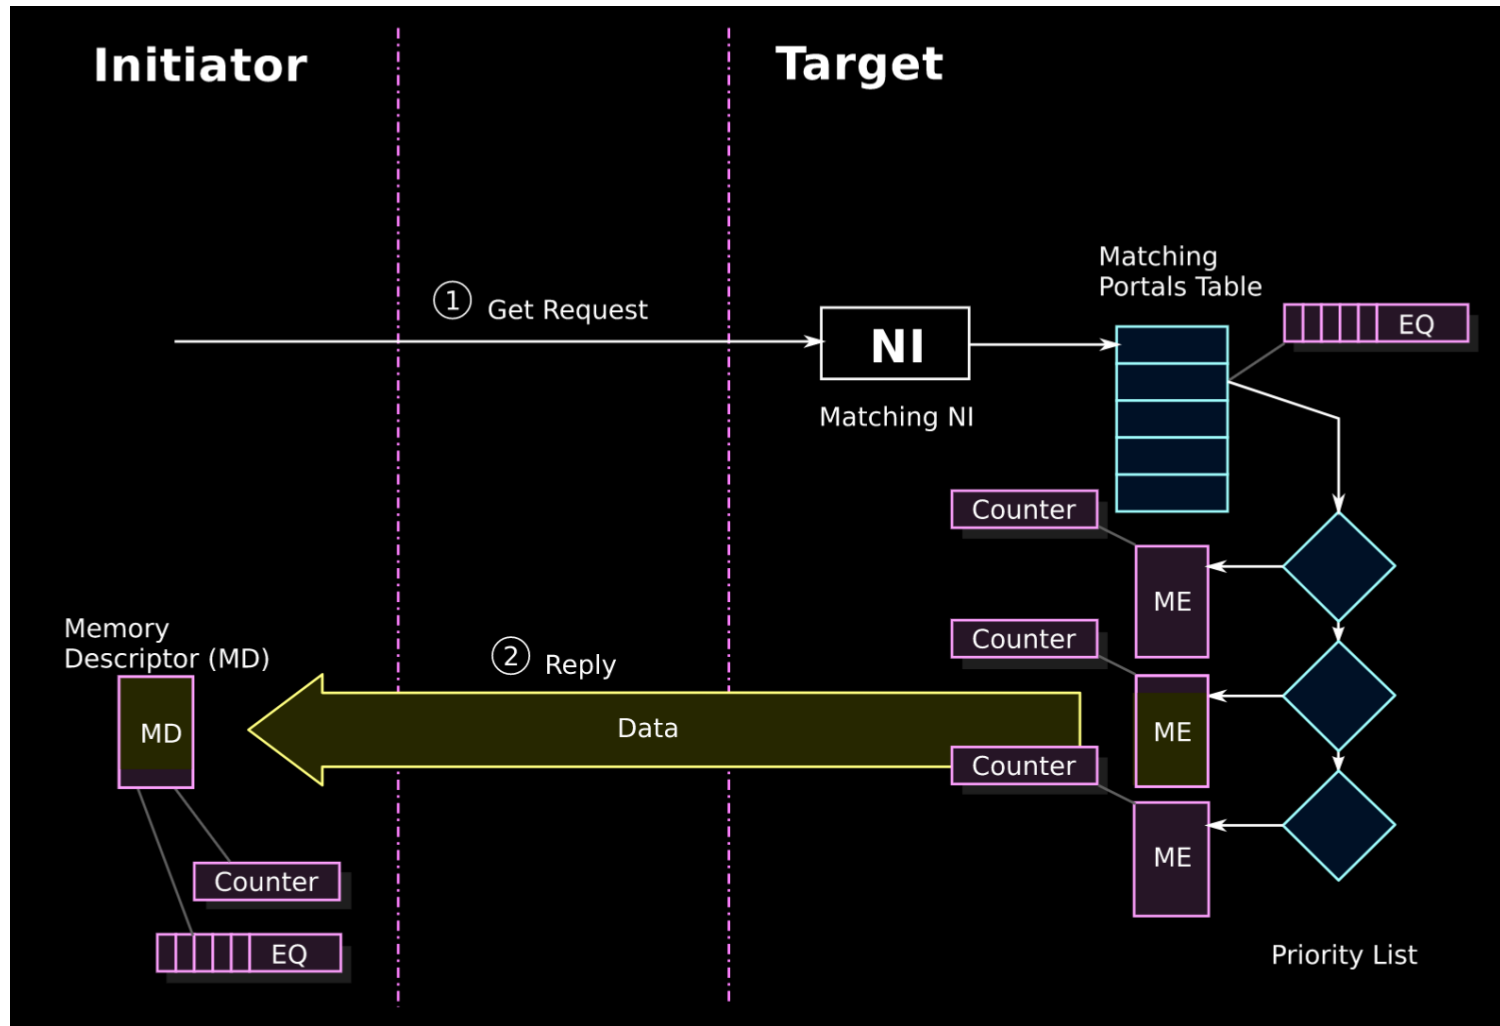 Initiator
Target
Matching
Portals Table
① Get Request
NI
EQ
Matching NI
Counter
ME
Counter
Memory
Descriptor (MD)
② Reply
MD
Data
ME
Counter
ME
Counter
EQ
Priority List